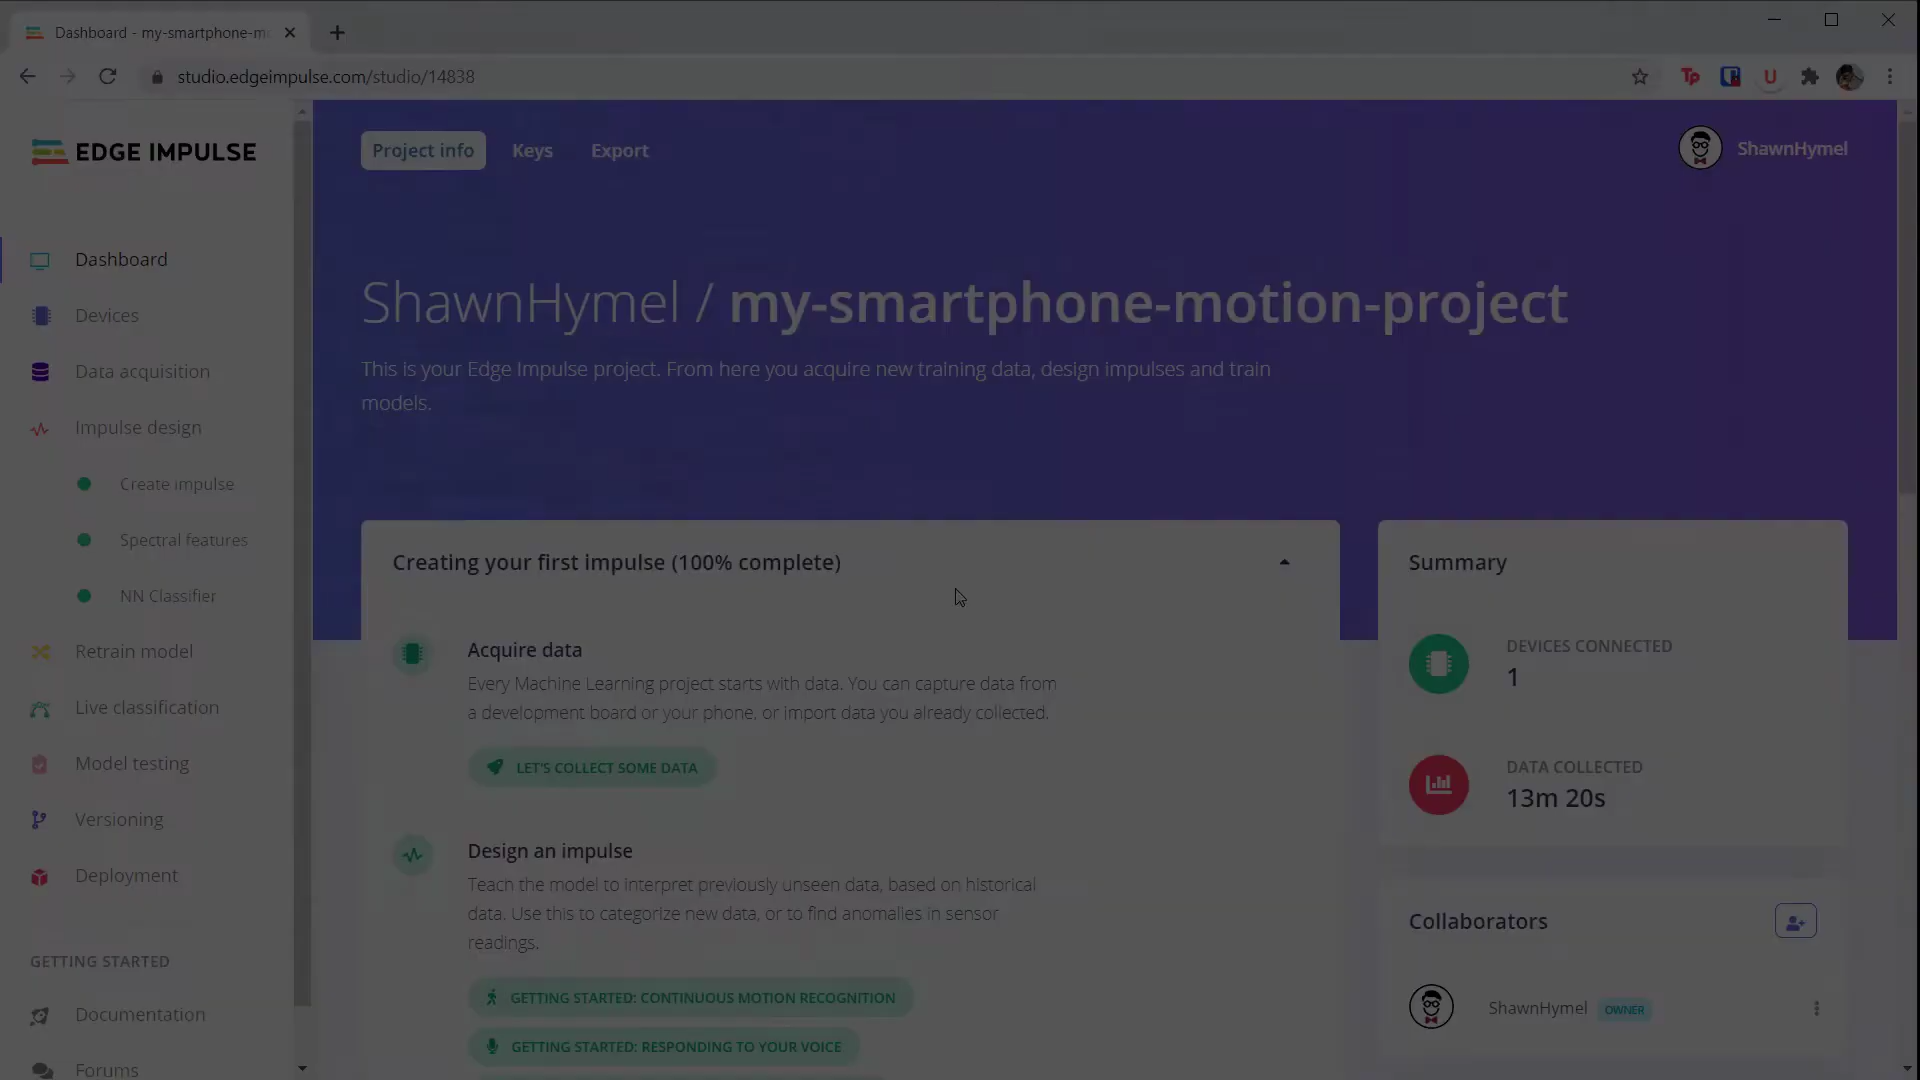 Dashboard - my-smartphone-m
studio.edgeimpulse.com/studio/14838
EDGE IMPULSE
Dashboard
Devices
Data acquisition
Impulse design
Create impulse
Spectral features
NN Classifier
Retrain model
Live classification
Model testing
Versioning
Deployment
GETTING STARTED
Documentation
Forums
Project info
Keys
Export
ShawnHymel
ShawnHymel / my-smartphone-motion-project
This is your Edge Impulse project. From here you acquire new training data, design impulses and train
models.
Creating your first impulse (100% complete)
Acquire data
Every Machine Learning project starts with data. You can capture data from
a development board or your phone, or import data you already collected.
LET'S COLLECT SOME DATA
Design an impulse
Teach the model to interpret previously unseen data, based on historical
data. Use this to categorize new data, or to find anomalies in sensor
readings.
GETTING STARTED: CONTINUOUS MOTION RECOGNITION
GETTING STARTED: RESPONDING TO YOUR VOICE
Summary
DEVICES CONNECTED
1
DATA COLLECTED
13m 20s
Collaborators
ShawnHymel OWNER